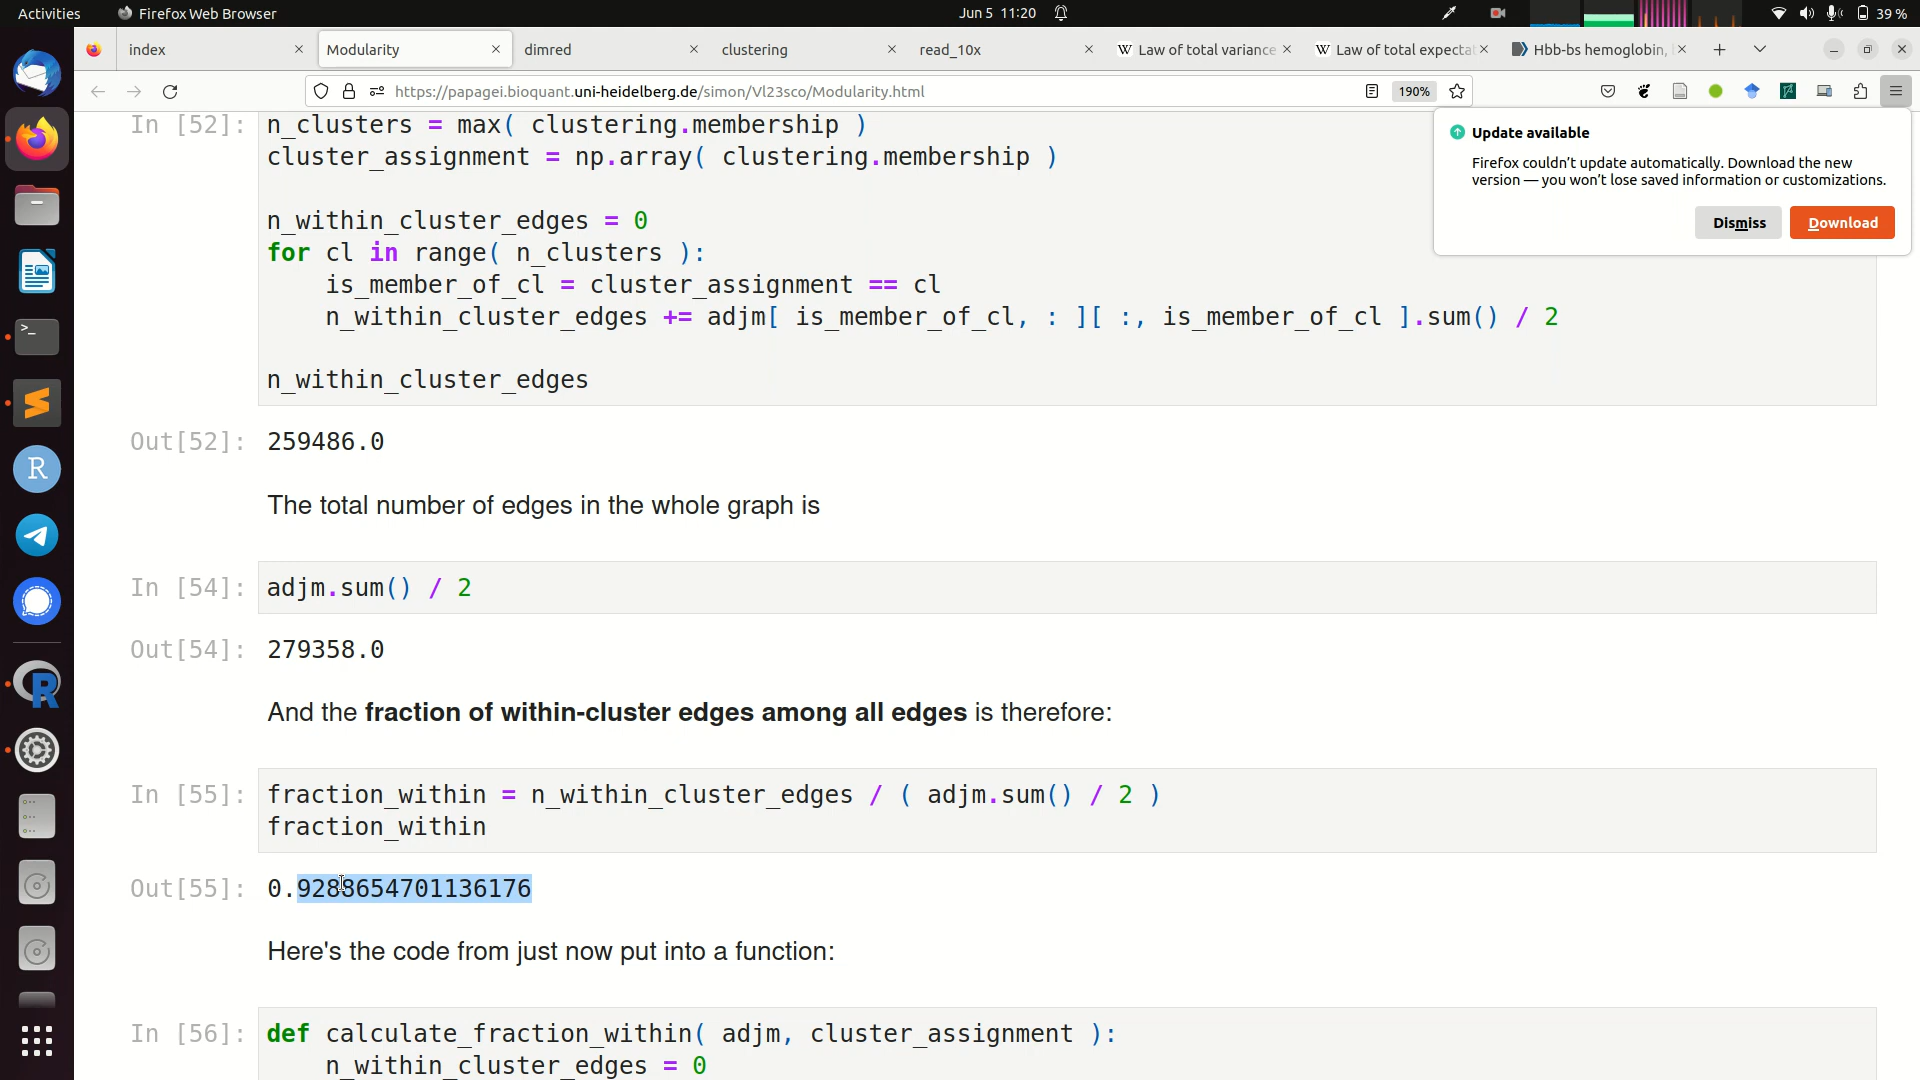 Activities
Firefox Web Browser
Jun 5 11:20
39 %
index
Modularity
dimred
clustering
read_10x
W Law of total variance
W Law of total expecta
Hbb-bs hemoglobin,
https://papagei.bioquant.uni-heidelberg.de/simon/Vl23sco/Modularity.html
190%
Update available
Firefox couldn't update automatically. Download the new
version — you won't lose saved information or customizations.
Dismiss
Download
In [52]: n_clusters = max( clustering.membership )
cluster_assignment = np.array( clustering.membership )
n_within_cluster_edges = 0
for cl in range( n_clusters ):
    is_member_of_cl = cluster_assignment == cl
    n_within_cluster_edges += adjm[ is_member_of_cl, : ][ :, is_member_of_cl ].sum() / 2
n_within_cluster_edges
Out[52]: 259486.0
The total number of edges in the whole graph is
In [54]: adjm.sum() / 2
Out[54]: 279358.0
And the fraction of within-cluster edges among all edges is therefore:
In [55]: fraction_within = n_within_cluster_edges / ( adjm.sum() / 2 )
fraction_within
Out[55]: 0.9288654701136176
Here's the code from just now put into a function:
In [56]: def calculate_fraction_within( adjm, cluster_assignment ):
    n_within_cluster_edges = 0